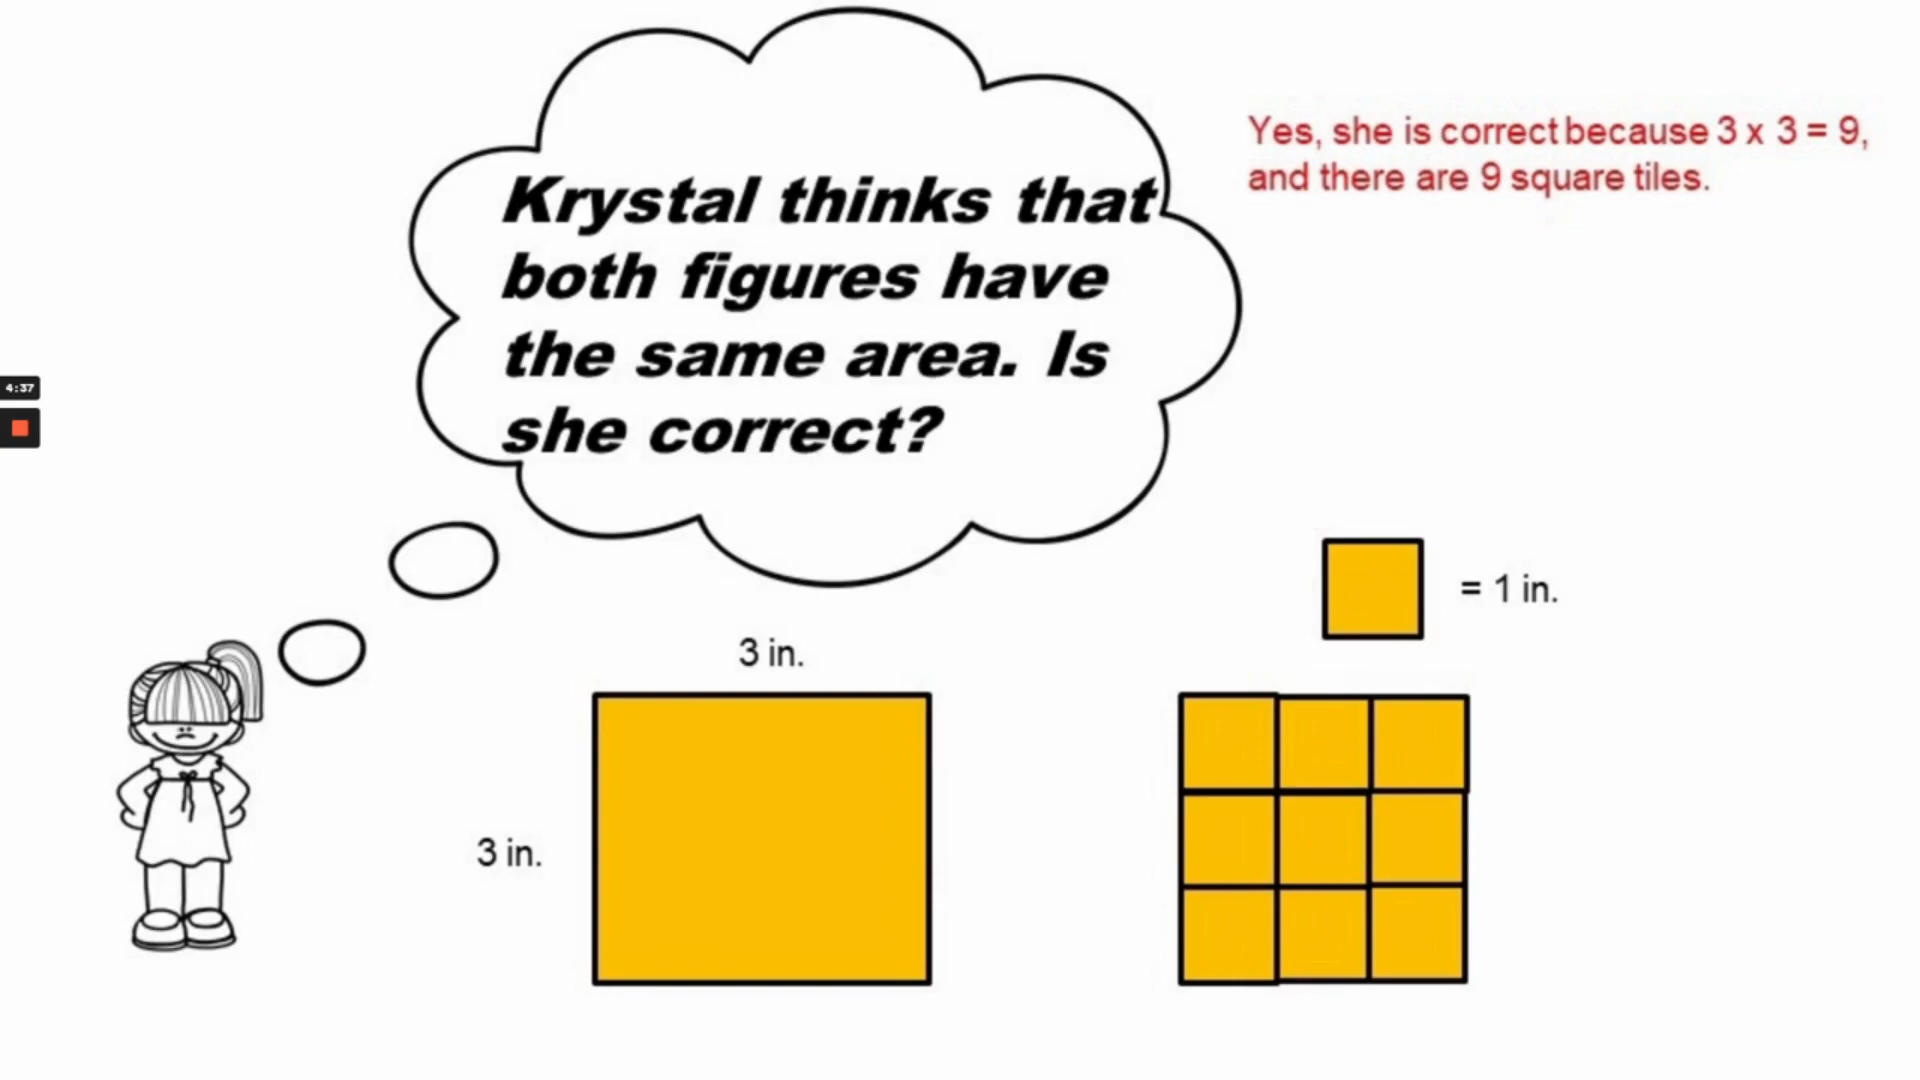 Krystal thinks that
both figures have
the same area. Is
she correct?
Yes, she is correct because 3 x 3 = 9,
and there are 9 square tiles.
4:37
= 1 in.
3 in.
3 in.